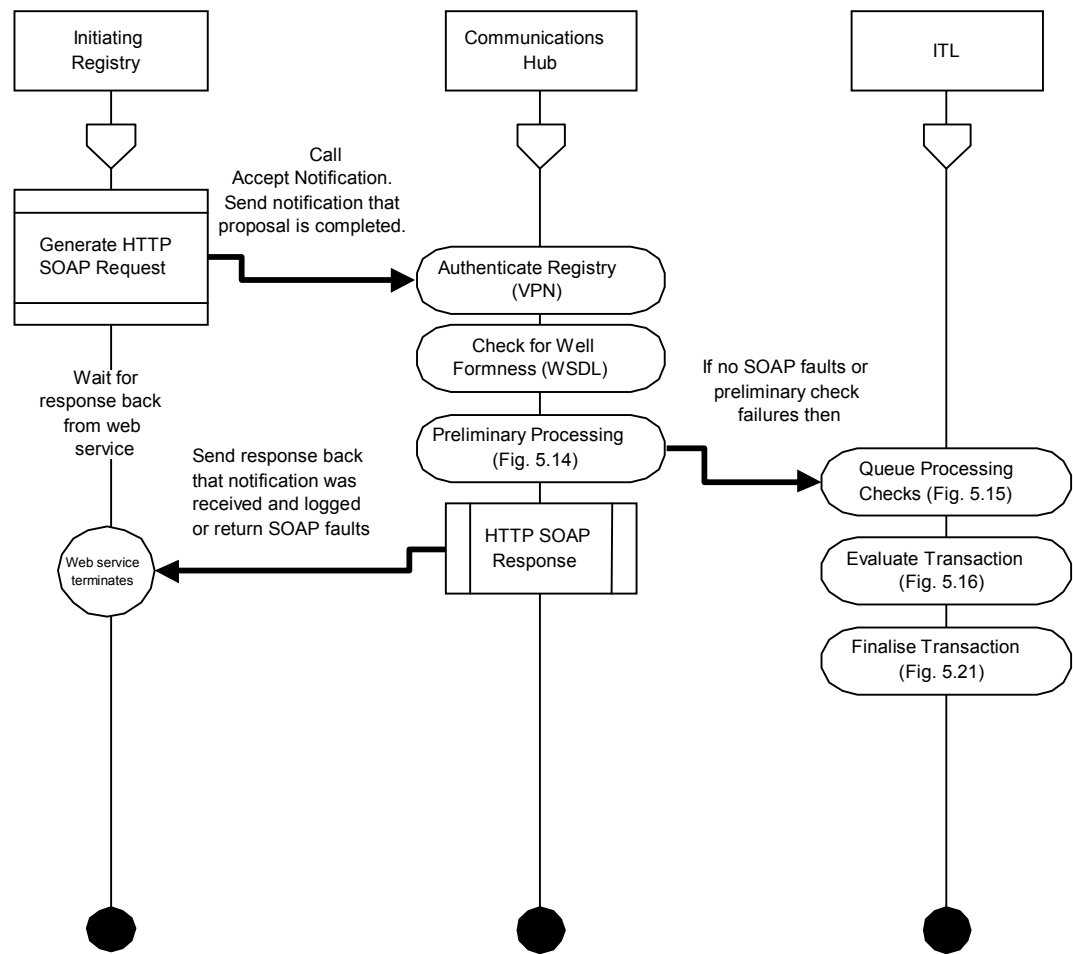 Initiating
Registry
Communications
Hub
ITL
Call
Accept Notification.
Send notification that
proposal is completed.
Generate HTTP
SOAP Request
Authenticate Registry
(VPN)
Check for Well
Formness (WSDL)
Wait for
response back
from web
service
If no SOAP faults or
preliminary check
failures then
Preliminary Processing
(Fig. 5.14)
Send response back
that notification was
received and logged
or return SOAP faults
Queue Processing
Checks (Fig. 5.15)
HTTP SOAP
Response
Web service
terminates
Evaluate Transaction
(Fig. 5.16)
Finalise Transaction
(Fig. 5.21)